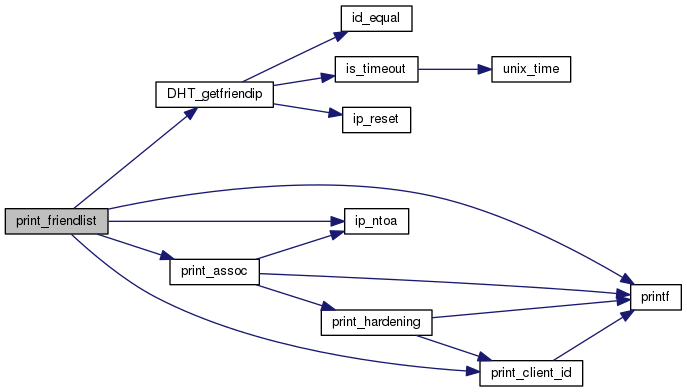 id_equal
is_timeout
unix_time
DHT_getfriendip
ip_reset
print_friendlist
ip_ntoa
print_assoc
printf
print_hardening
print_client_id